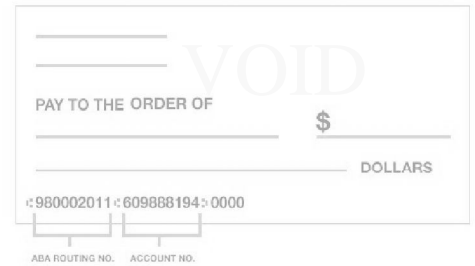 VOID
PAY TO THE ORDER OF
$
DOLLARS
⑆980002011⑆609888194⑆0000
ABA ROUTING NO. ACCOUNT NO.